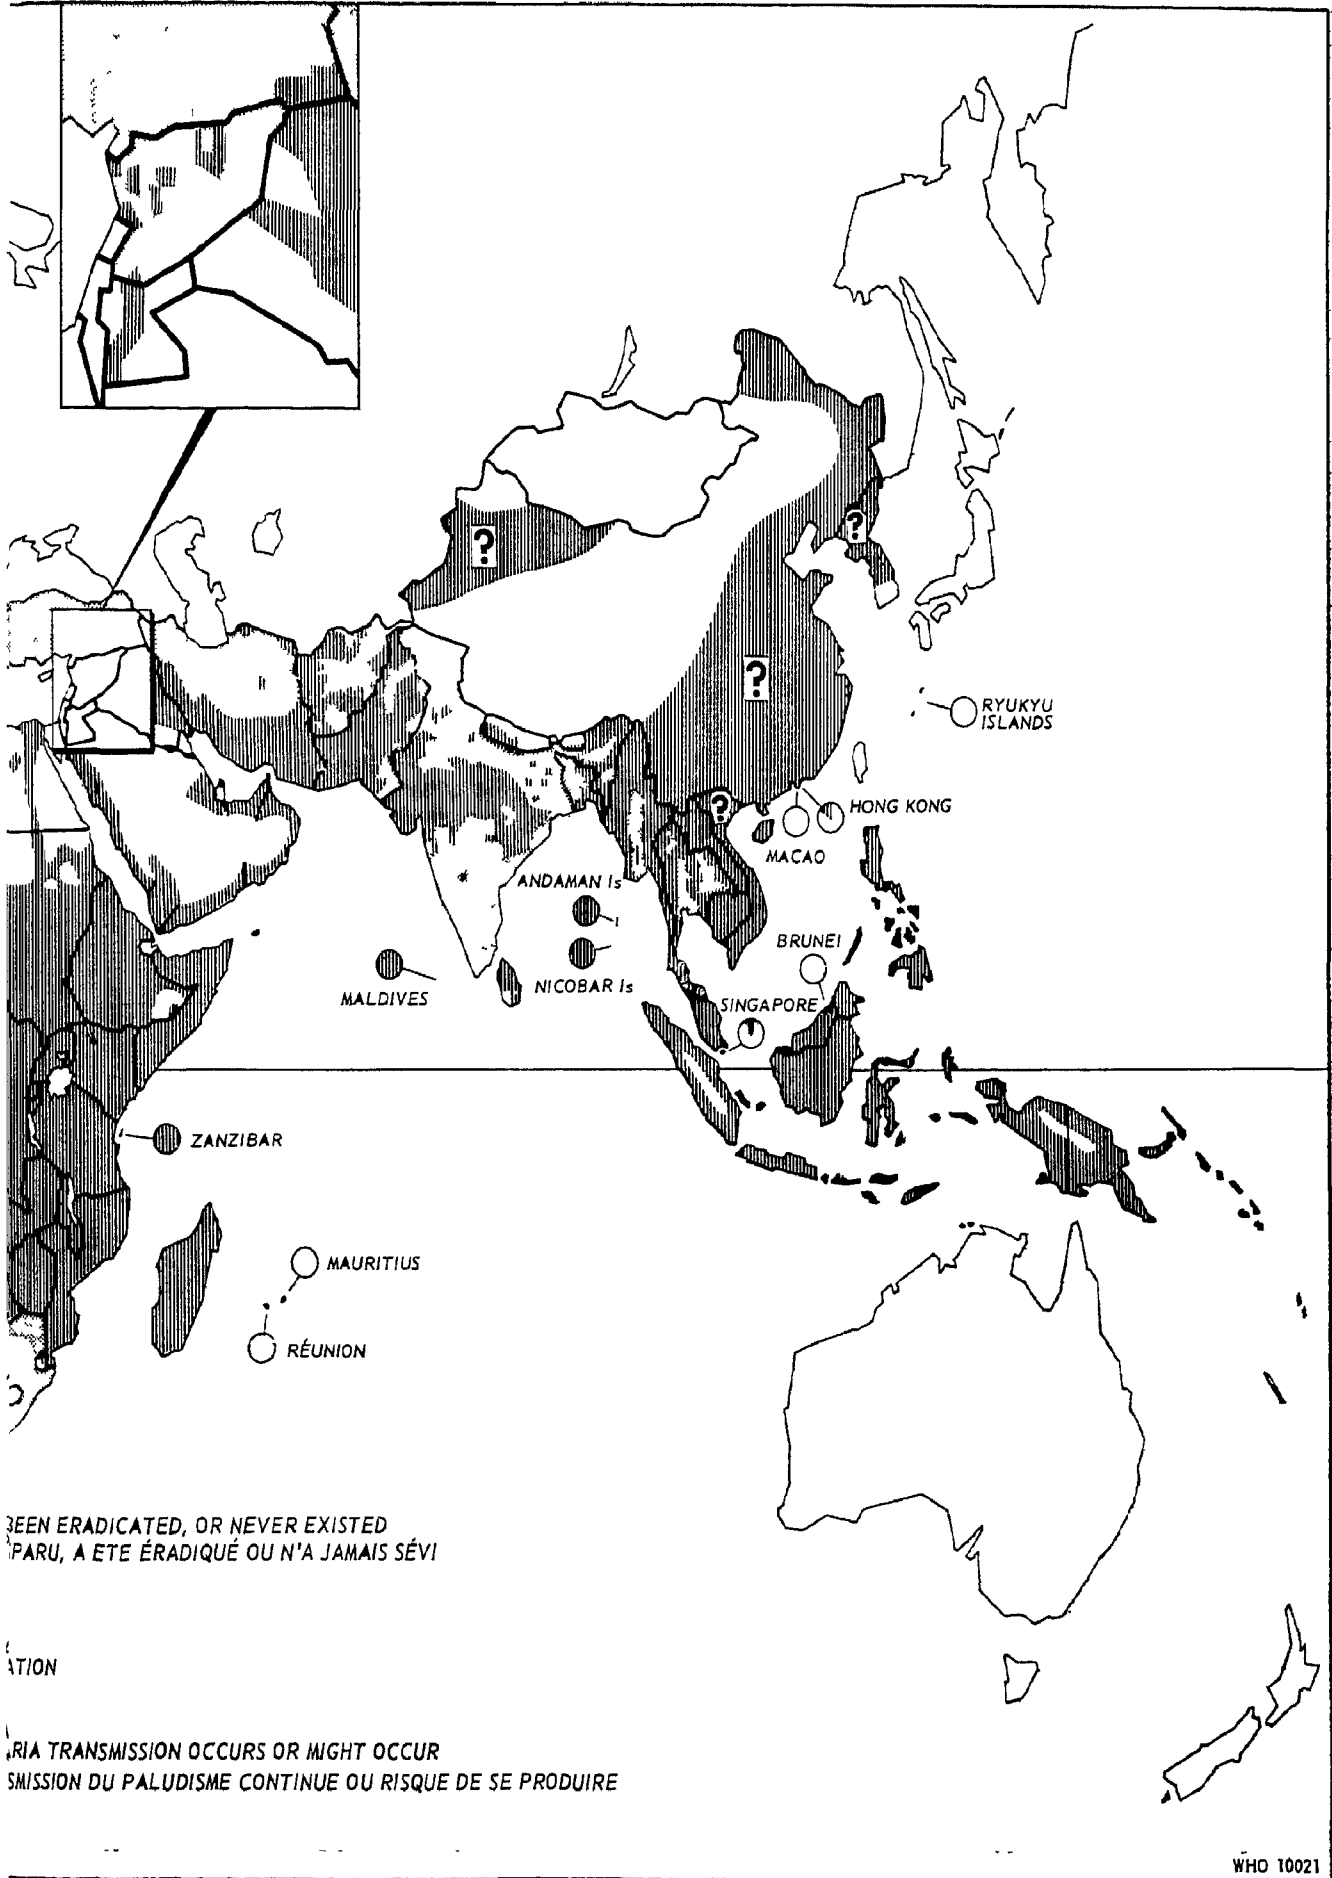 ?
?
?
?
RYUKYU
ISLANDS
HONG KONG
MACAO
ANDAMAN Is
BRUNEI
NICOBAR Is
MALDIVES
SINGAPORE
ZANZIBAR
MAURITIUS
RÉUNION
BEEN ERADICATED, OR NEVER EXISTED
PARU, A ETE ÉRADIQUÉ OU N'A JAMAIS SÉVI
ATION
RIA TRANSMISSION OCCURS OR MIGHT OCCUR
SMISSION DU PALUDISME CONTINUE OU RISQUE DE SE PRODUIRE
WHO 10021